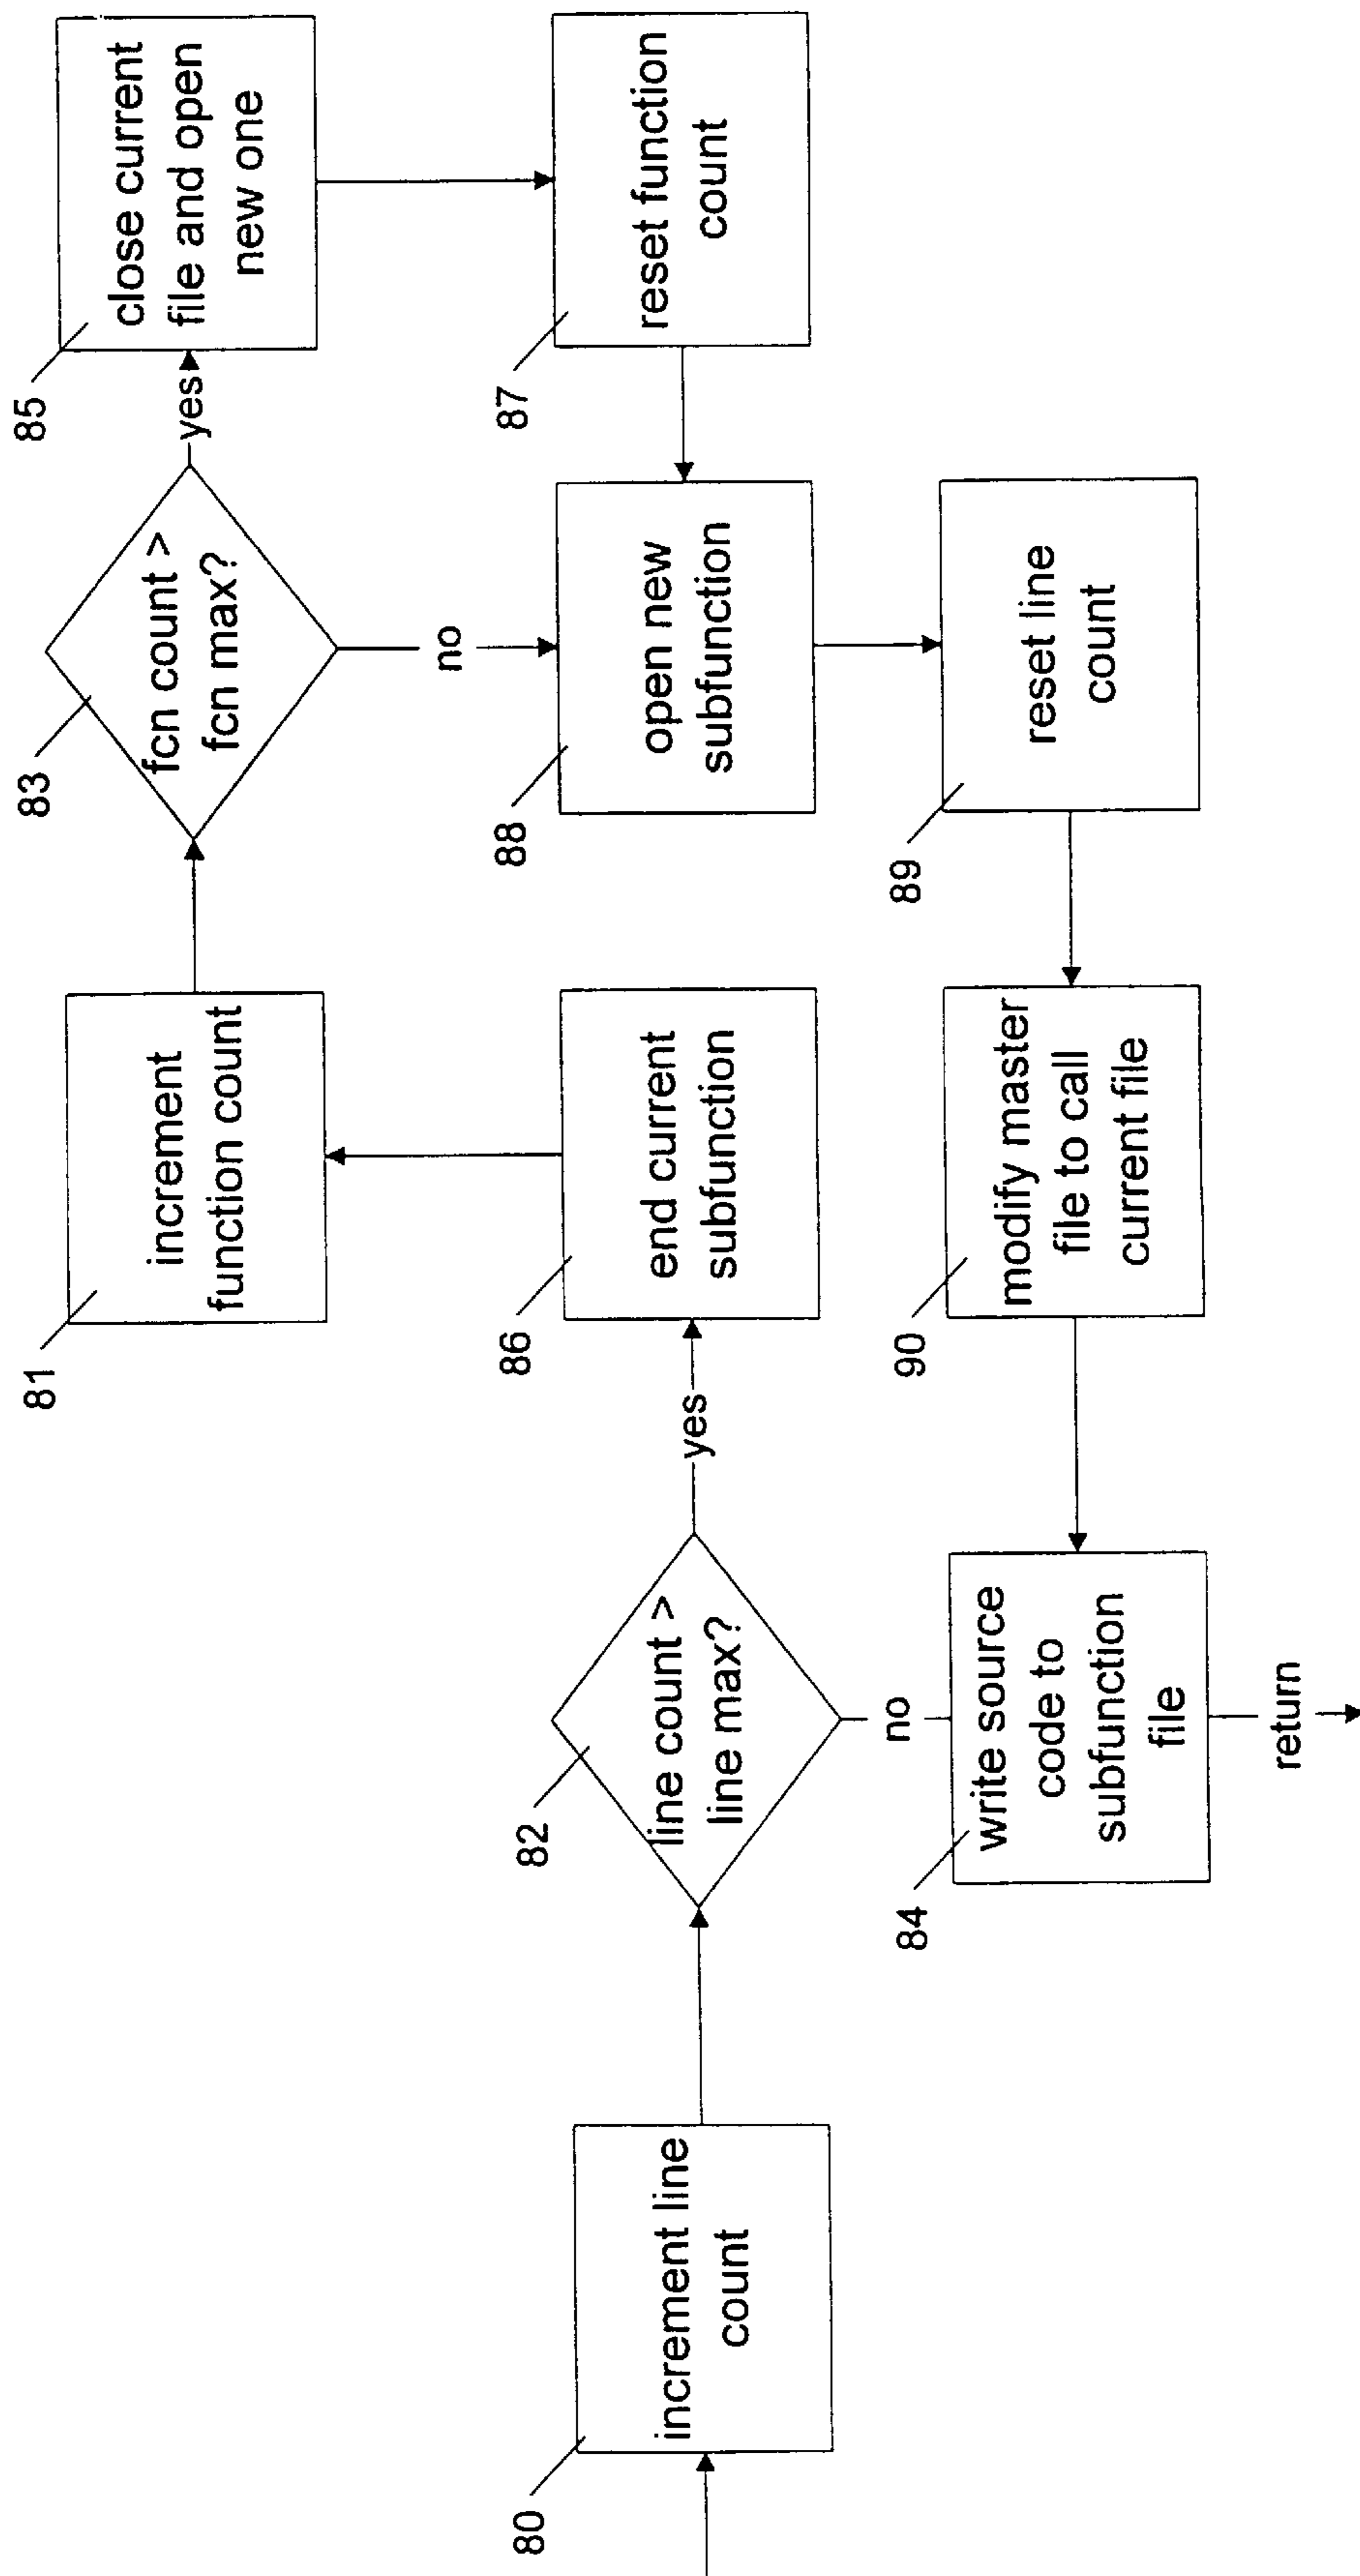 80
increment line
count
82
line count >
line max?
yes
no
84
write source
code to
subfunction
file
return
86
end current
subfunction
81
increment
function count
83
fcn count >
fcn max?
yes
no
85
close current
file and open
new one
87
reset function
count
88
open new
subfunction
89
reset line
count
90
modify master
file to call
current file